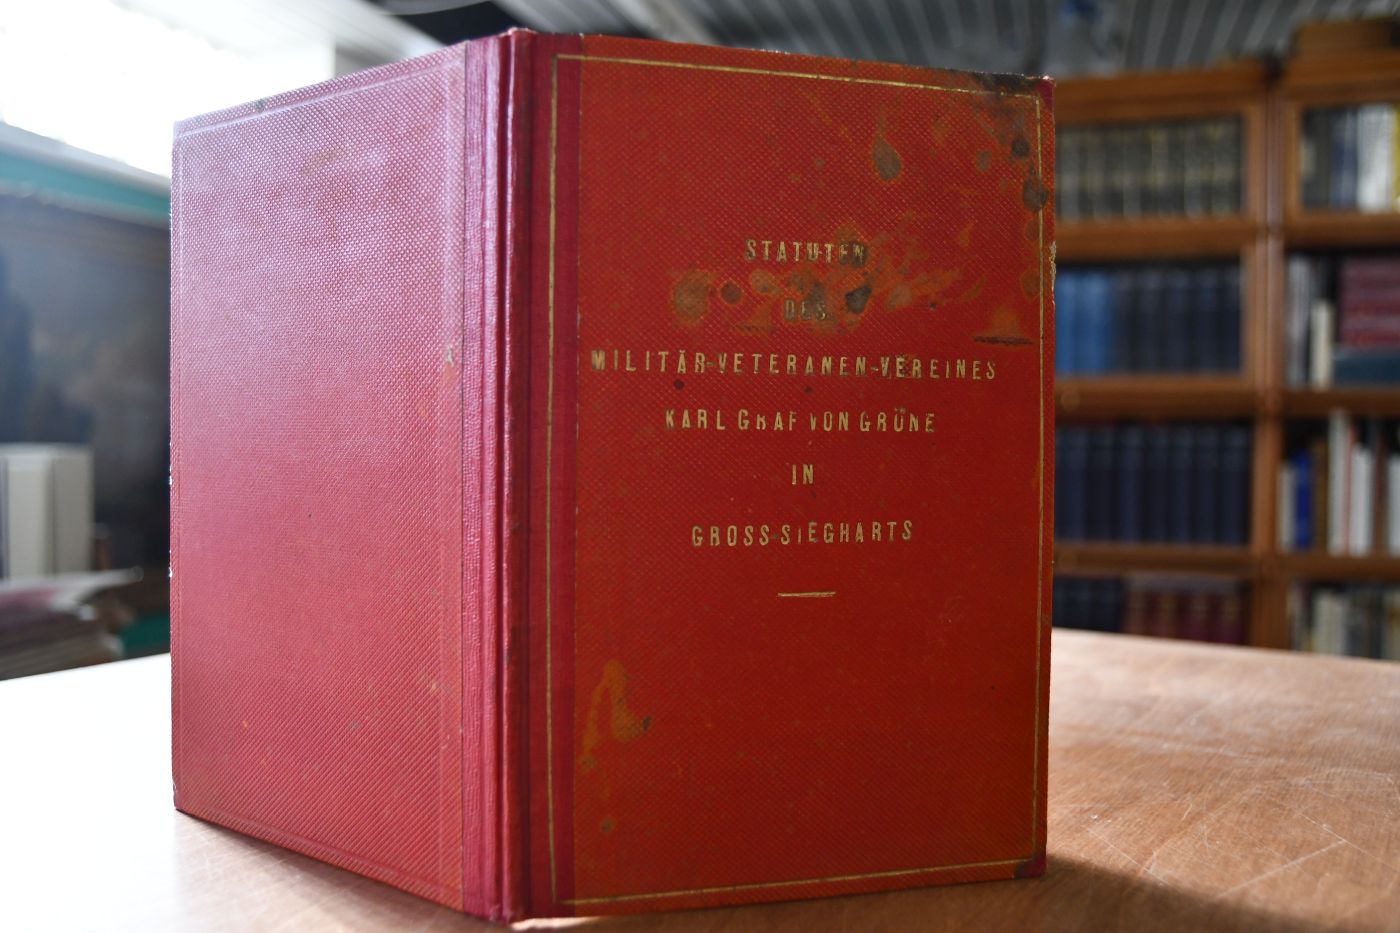 STATUTEN
DES
MILITÄR-VETERANEN-VEREINES
KARL GRAF VON GRÜNE
IN
GROSS-SIEGHARTS